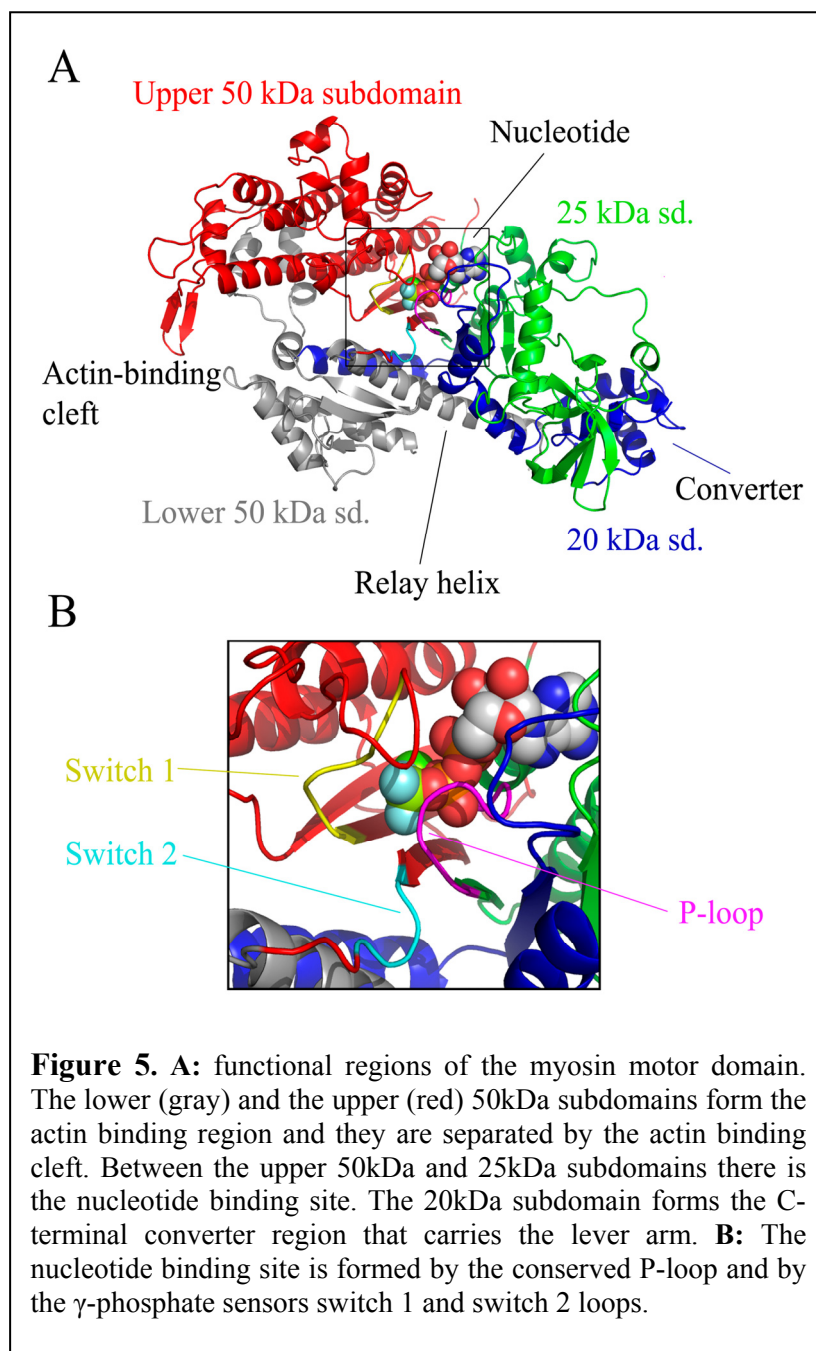 A
Upper 50 kDa subdomain
Nucleotide
25 kDa sd.
Actin-binding
cleft
Lower 50 kDa sd.
Converter
20 kDa sd.
Relay helix
B
Switch 1
Switch 2
P-loop
Figure 5. A: functional regions of the myosin motor domain.
The lower (gray) and the upper (red) 50kDa subdomains form the
actin binding region and they are separated by the actin binding
cleft. Between the upper 50kDa and 25kDa subdomains there is
the nucleotide binding site. The 20kDa subdomain forms the C-
terminal converter region that carries the lever arm. B: The
nucleotide binding site is formed by the conserved P-loop and by
the γ-phosphate sensors switch 1 and switch 2 loops.